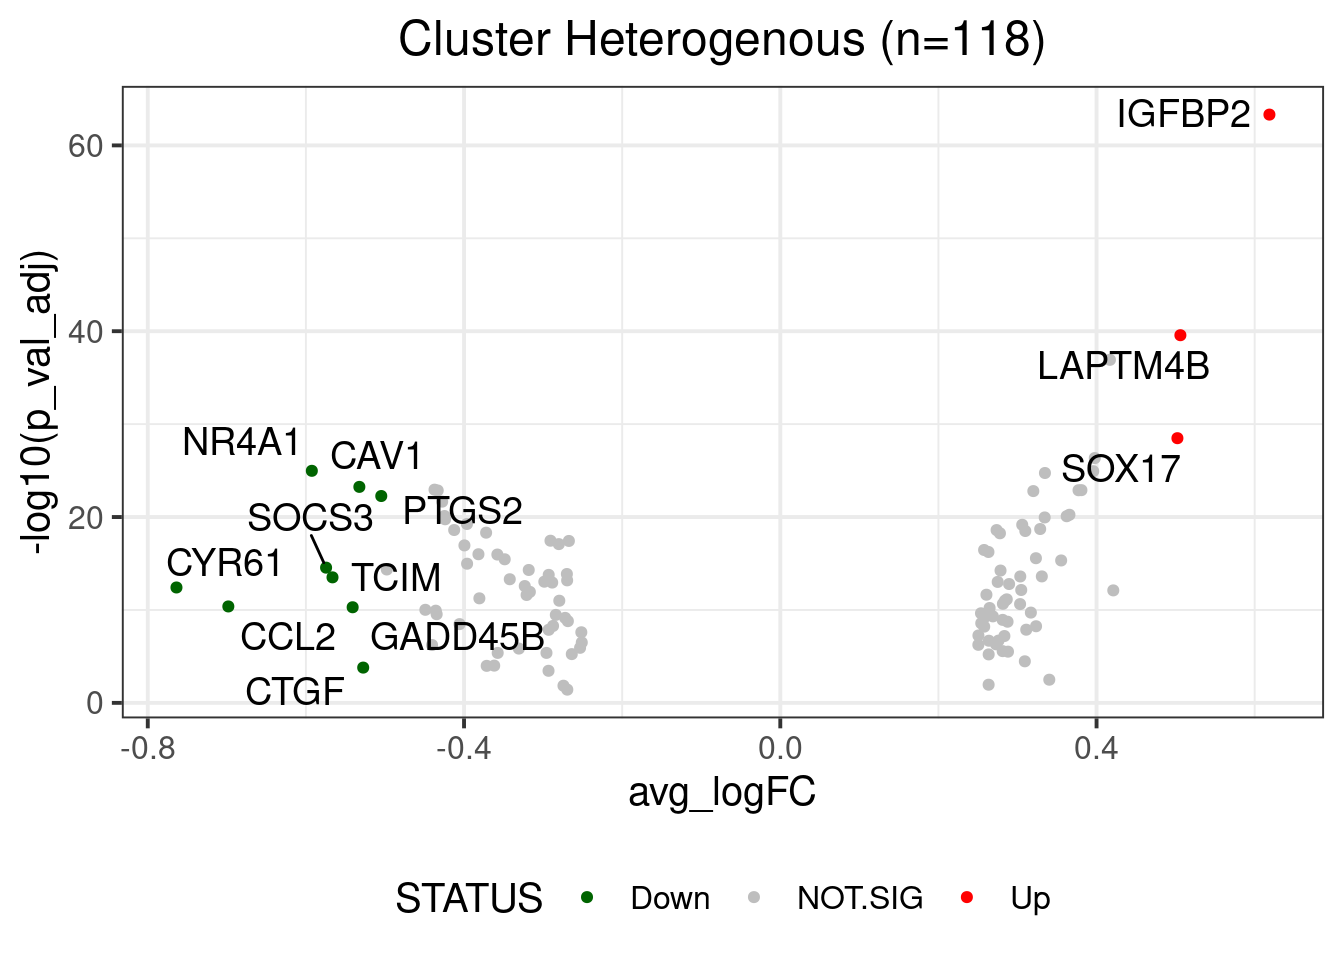 Cluster Heterogenous (n=118)
IGFBP2
60
40
LAPTM4B
NR4A1
CAV1
SOX17
-log10(p_val_adj)
20
PTGS2
SOCS3
CYR61
TCIM
CCL2
GADD45B
CTGF
0
-0.8
-0.4
0.0
0.4
avg_logFC
STATUS Down NOT.SIG Up